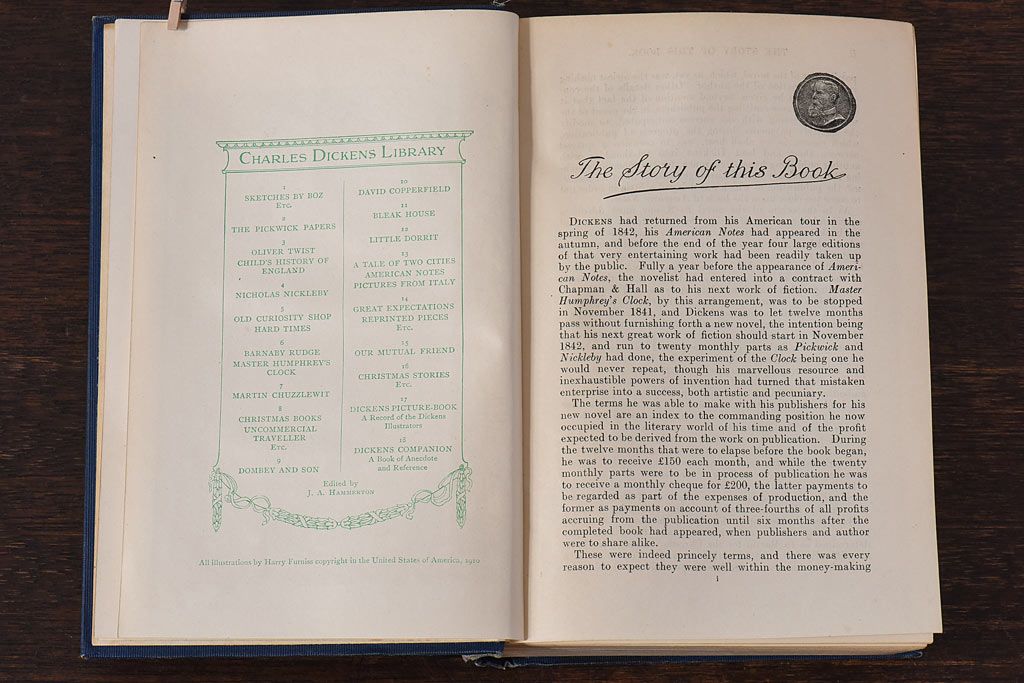 CHARLES DICKENS LIBRARY
1
SKETCHES BY BOZ
ETC.
2
THE PICKWICK PAPERS
3
OLIVER TWIST
CHILD'S HISTORY OF
ENGLAND
4
NICHOLAS NICKLEBY
5
OLD CURIOSITY SHOP
HARD TIMES
6
BARNABY RUDGE
MASTER HUMPHREY'S
CLOCK
7
MARTIN CHUZZLEWIT
8
CHRISTMAS BOOKS
UNCOMMERCIAL
TRAVELLER
ETC.
9
DOMBEY AND SON
10
DAVID COPPERFIELD
11
BLEAK HOUSE
12
LITTLE DORRIT
13
A TALE OF TWO CITIES
AMERICAN NOTES
PICTURES FROM ITALY
14
GREAT EXPECTATIONS
REPRINTED PIECES
ETC.
15
OUR MUTUAL FRIEND
16
CHRISTMAS STORIES
ETC.
17
DICKENS PICTURE-BOOK
A Record of the Dickens
Illustrators
18
DICKENS COMPANION
A Book of Anecdote
and Reference
Edited by
J. A. HAMMERTON
All illustrations by Harry Furniss copyright in the United States of America, 1910
The Story of this Book
DICKENS had returned from his American tour in the
spring of 1842, his American Notes had appeared in the
autumn, and before the end of the year four large editions
of that very entertaining work had been readily taken up
by the public. Fully a year before the appearance of Ameri-
can Notes, the novelist had entered into a contract with
Chapman & Hall as to his next work of fiction. Master
Humphrey's Clock, by this arrangement, was to be stopped
in November 1841, and Dickens was to let twelve months
pass without furnishing forth a new novel, the intention being
that his next great work of fiction should start in November
1842, and run to twenty monthly parts as Pickwick and
Nickleby had done, the experiment of the Clock being one he
would never repeat, though his marvellous resource and
inexhaustible powers of invention had turned that mistaken
enterprise into a success, both artistic and pecuniary.
The terms he was able to make with his publishers for his
new novel are an index to the commanding position he now
occupied in the literary world of his time and of the profit
expected to be derived from the work on publication. During
the twelve months that were to elapse before the book began,
he was to receive £150 each month, and while the twenty
monthly parts were to be in process of publication he was
to receive a monthly cheque for £200, the latter payments to
be regarded as part of the expenses of production, and the
former as payments on account of three-fourths of all profits
accruing from the publication until six months after the
completed book had appeared, when publishers and author
were to share alike.
These were indeed princely terms, and there was every
reason to expect they were well within the money-making
1